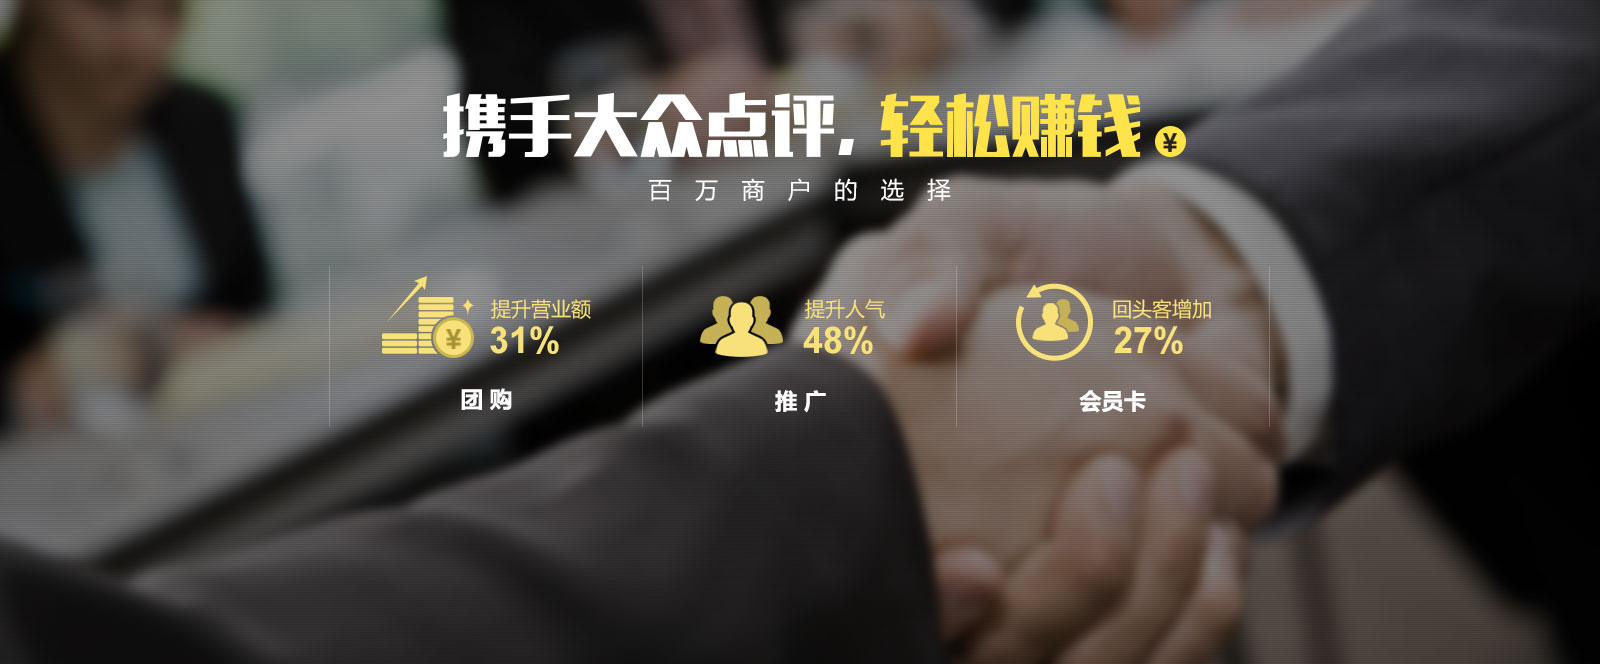 携手大众点评, 轻松赚钱 ¥
百万商户的选择
提升营业额
¥ 31%
团购
提升人气
48%
推广
回头客增加
27%
会员卡